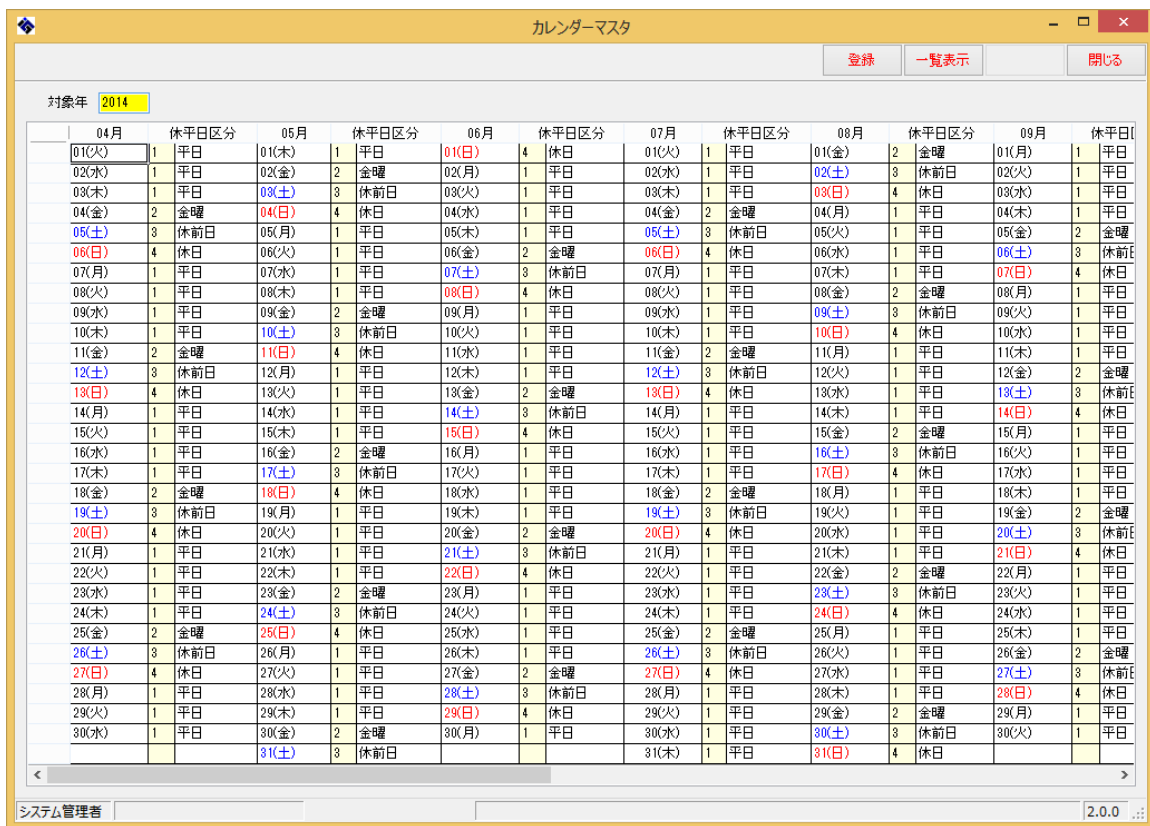 カレンダーマスタ
登録 一覧表示 閉じる
対象年 2014
04月 休平日区分 05月 休平日区分 06月 休平日区分 07月 休平日区分 08月 休平日区分 09月 休平日
01(火) 1 平日 01(木) 1 平日 01(日) 4 休日 01(火) 1 平日 01(金) 2 金曜 01(月) 1 平日
02(水) 1 平日 02(金) 2 金曜 02(月) 1 平日 02(水) 1 平日 02(土) 3 休前日 02(火) 1 平日
03(木) 1 平日 03(土) 3 休前日 03(火) 1 平日 03(木) 1 平日 03(日) 4 休日 03(水) 1 平日
04(金) 2 金曜 04(日) 4 休日 04(水) 1 平日 04(金) 2 金曜 04(月) 1 平日 04(木) 1 平日
05(土) 3 休前日 05(月) 1 平日 05(木) 1 平日 05(土) 3 休前日 05(火) 1 平日 05(金) 2 金曜
06(日) 4 休日 06(火) 1 平日 06(金) 2 金曜 06(日) 4 休日 06(水) 1 平日 06(土) 3 休前
07(月) 1 平日 07(水) 1 平日 07(土) 3 休前日 07(月) 1 平日 07(木) 1 平日 07(日) 4 休日
08(火) 1 平日 08(木) 1 平日 08(日) 4 休日 08(火) 1 平日 08(金) 2 金曜 08(月) 1 平日
09(水) 1 平日 09(金) 2 金曜 09(月) 1 平日 09(水) 1 平日 09(土) 3 休前日 09(火) 1 平日
10(木) 1 平日 10(土) 3 休前日 10(火) 1 平日 10(木) 1 平日 10(日) 4 休日 10(水) 1 平日
11(金) 2 金曜 11(日) 4 休日 11(水) 1 平日 11(金) 2 金曜 11(月) 1 平日 11(木) 1 平日
12(土) 3 休前日 12(月) 1 平日 12(木) 1 平日 12(土) 3 休前日 12(火) 1 平日 12(金) 2 金曜
13(日) 4 休日 13(火) 1 平日 13(金) 2 金曜 13(日) 4 休日 13(水) 1 平日 13(土) 3 休前
14(月) 1 平日 14(水) 1 平日 14(土) 3 休前日 14(月) 1 平日 14(木) 1 平日 14(日) 4 休日
15(火) 1 平日 15(木) 1 平日 15(日) 4 休日 15(火) 1 平日 15(金) 2 金曜 15(月) 1 平日
16(水) 1 平日 16(金) 2 金曜 16(月) 1 平日 16(水) 1 平日 16(土) 3 休前日 16(火) 1 平日
17(木) 1 平日 17(土) 3 休前日 17(火) 1 平日 17(木) 1 平日 17(日) 4 休日 17(水) 1 平日
18(金) 2 金曜 18(日) 4 休日 18(水) 1 平日 18(金) 2 金曜 18(月) 1 平日 18(木) 1 平日
19(土) 3 休前日 19(月) 1 平日 19(木) 1 平日 19(土) 3 休前日 19(火) 1 平日 19(金) 2 金曜
20(日) 4 休日 20(火) 1 平日 20(金) 2 金曜 20(日) 4 休日 20(水) 1 平日 20(土) 3 休前
21(月) 1 平日 21(水) 1 平日 21(土) 3 休前日 21(月) 1 平日 21(木) 1 平日 21(日) 4 休日
22(火) 1 平日 22(木) 1 平日 22(日) 4 休日 22(火) 1 平日 22(金) 2 金曜 22(月) 1 平日
23(水) 1 平日 23(金) 2 金曜 23(月) 1 平日 23(水) 1 平日 23(土) 3 休前日 23(火) 1 平日
24(木) 1 平日 24(土) 3 休前日 24(火) 1 平日 24(木) 1 平日 24(日) 4 休日 24(水) 1 平日
25(金) 2 金曜 25(日) 4 休日 25(水) 1 平日 25(金) 2 金曜 25(月) 1 平日 25(木) 1 平日
26(土) 3 休前日 26(月) 1 平日 26(木) 1 平日 26(土) 3 休前日 26(火) 1 平日 26(金) 2 金曜
27(日) 4 休日 27(火) 1 平日 27(金) 2 金曜 27(日) 4 休日 27(水) 1 平日 27(土) 3 休前
28(月) 1 平日 28(水) 1 平日 28(土) 3 休前日 28(月) 1 平日 28(木) 1 平日 28(日) 4 休日
29(火) 1 平日 29(木) 1 平日 29(日) 4 休日 29(火) 1 平日 29(金) 2 金曜 29(月) 1 平日
30(水) 1 平日 30(金) 2 金曜 30(月) 1 平日 30(水) 1 平日 30(土) 3 休前日 30(火) 1 平日
31(土) 3 休前日 31(木) 1 平日 31(日) 4 休日
システム管理者 2.0.0